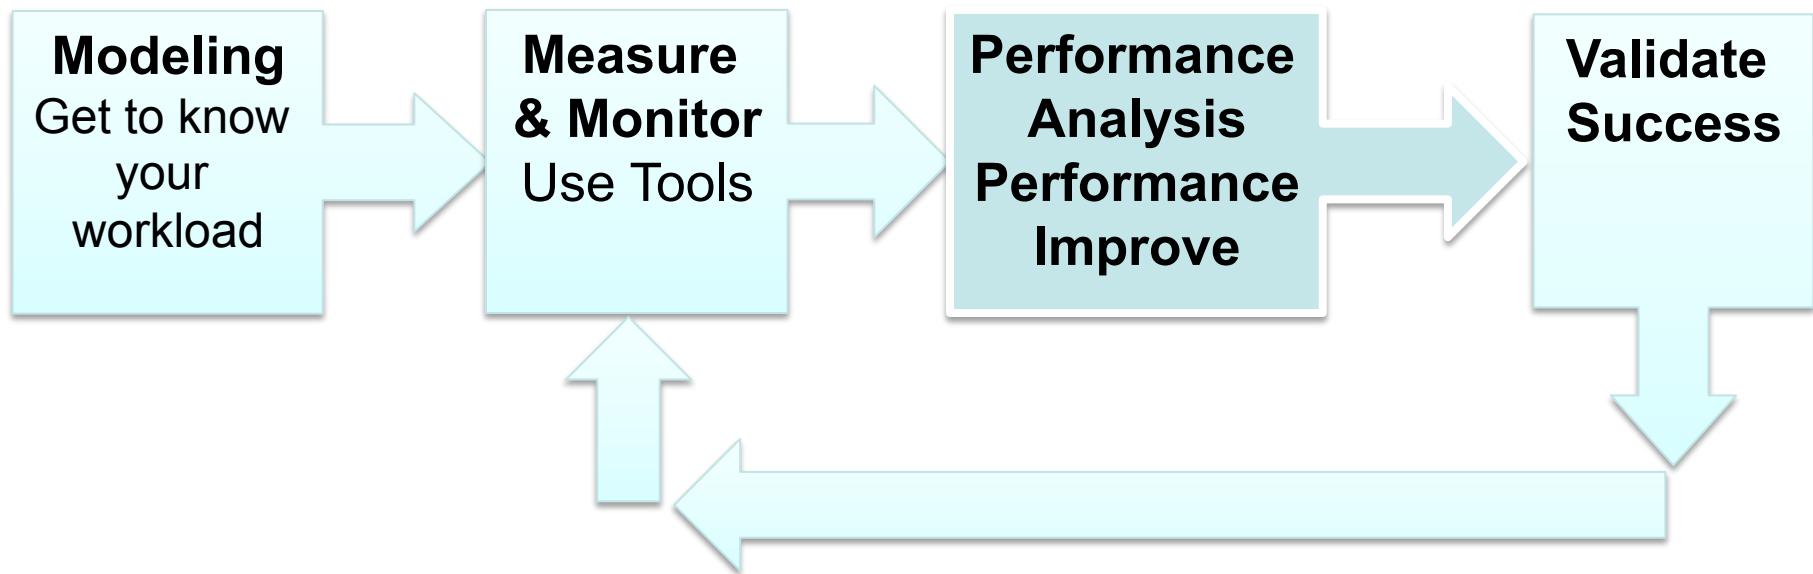 Modeling
Get to know
your
workload
Measure
& Monitor
Use Tools
Performance
Analysis
Performance
Improve
Validate
Success